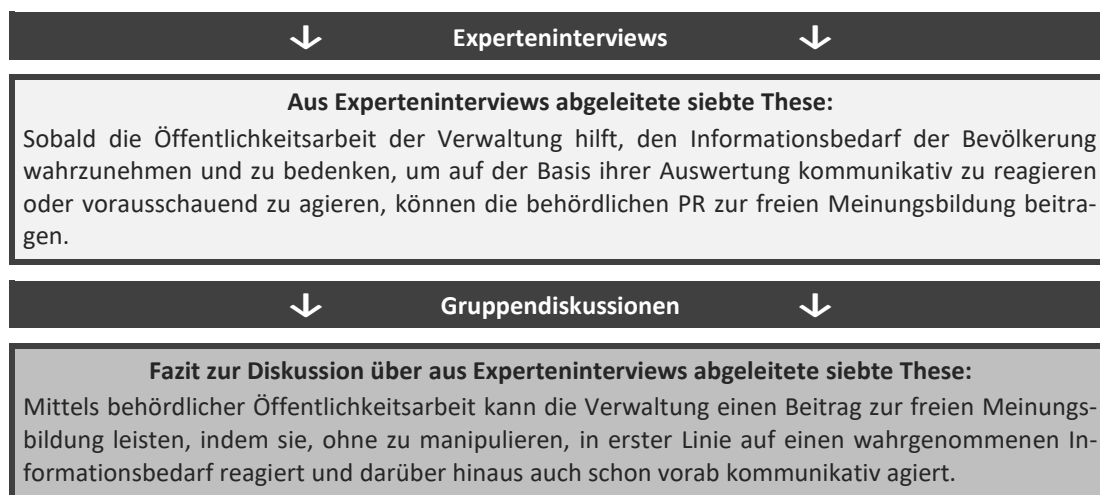 Experteninterviews
Aus Experteninterviews abgeleitete siebte These:
Sobald die Öffentlichkeitsarbeit der Verwaltung hilft, den Informationsbedarf der Bevölkerung
wahrzunehmen und zu bedenken, um auf der Basis ihrer Auswertung kommunikativ zu reagieren
oder vorausschauend zu agieren, können die behördlichen PR zur freien Meinungsbildung beitra-
gen.
Gruppendiskussionen
Fazit zur Diskussion über aus Experteninterviews abgeleitete siebte These:
Mittels behördlicher Öffentlichkeitsarbeit kann die Verwaltung einen Beitrag zur freien Meinungs-
bildung leisten, indem sie, ohne zu manipulieren, in erster Linie auf einen wahrgenommenen In-
formationsbedarf reagiert und darüber hinaus auch schon vorab kommunikativ agiert.